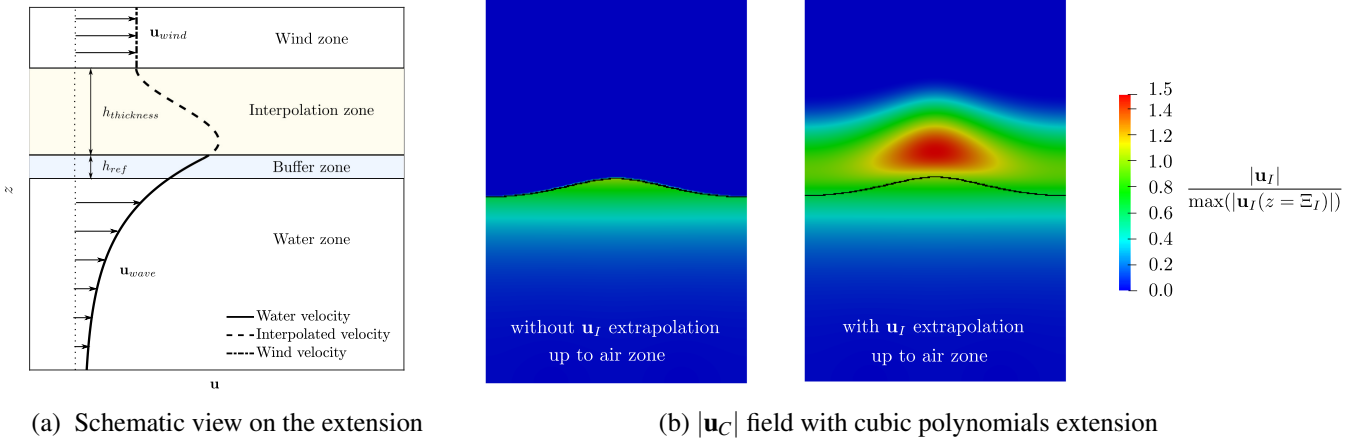 u_wind
Wind zone
h_thickness
Interpolation zone
h_ref
Buffer zone
z
Water zone
u_wave
Water velocity
Interpolated velocity
Wind velocity
u
without u_I extrapolation
up to air zone
with u_I extrapolation
up to air zone
1.5
1.4
1.2
1.0
0.8
0.6
0.4
0.2
0.0
|u_I|
max(|u_I(z = Ξ_I)|)
(a) Schematic view on the extension
(b) |u_C| field with cubic polynomials extension